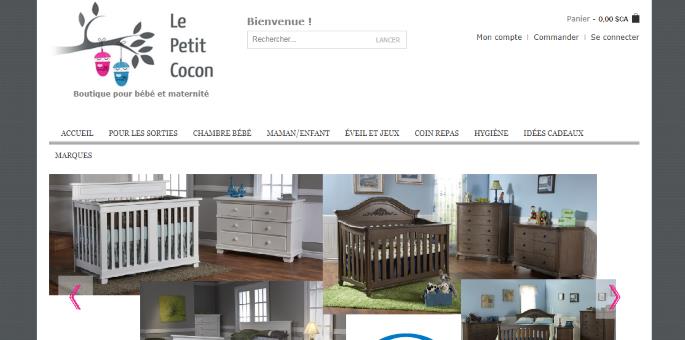 Le
Petit
Cocon
Boutique pour bébé et maternité
Bienvenue !
Rechercher...
LANCER
Panier - 0,00 $CA
Mon compte | Commander | Se connecter
ACCUEIL POUR LES SORTIES CHAMBRE BÉBÉ MAMAN/ENFANT ÉVEIL ET JEUX COIN REPAS HYGIÈNE IDÉES CADEAUX
MARQUES